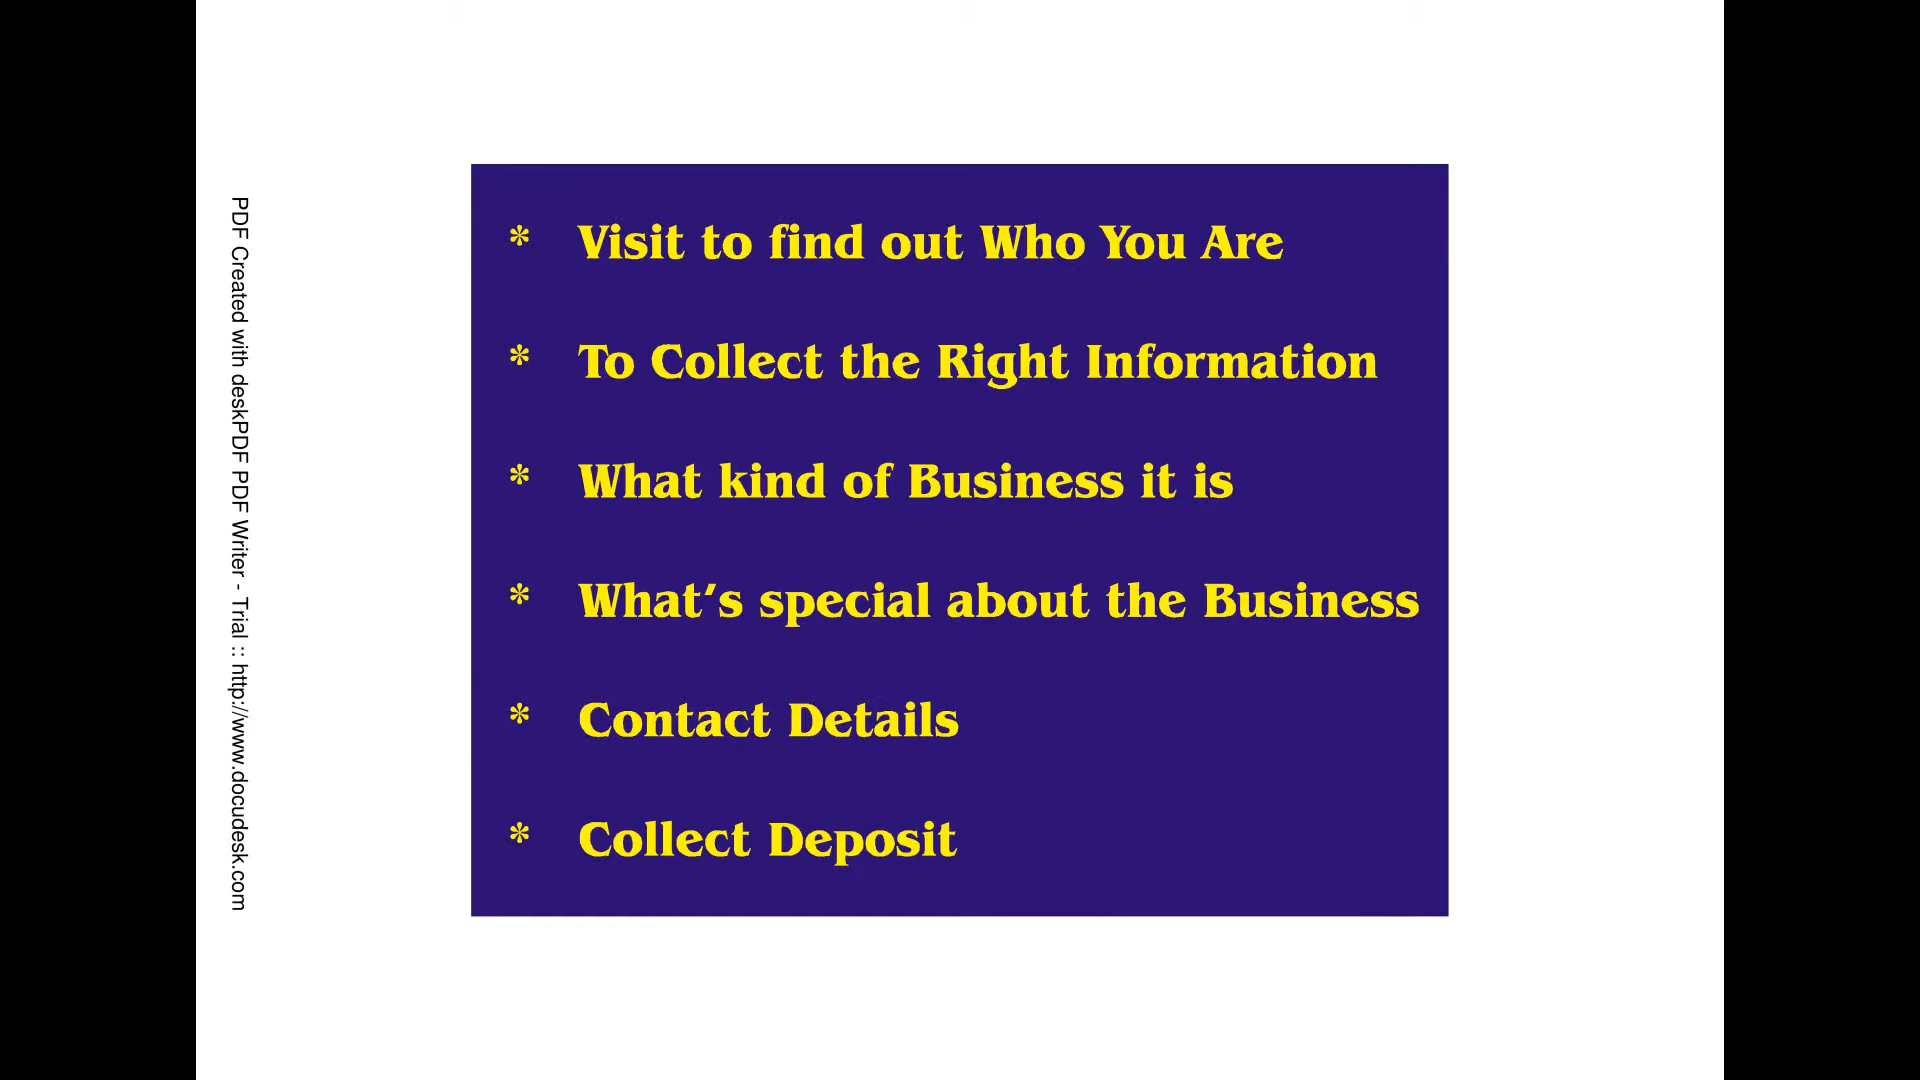 PDF Created with deskPDF PDF Writer - Trial :: http://www.docudesk.com
* Visit to find out Who You Are
* To Collect the Right Information
* What kind of Business it is
* What’s special about the Business
* Contact Details
* Collect Deposit